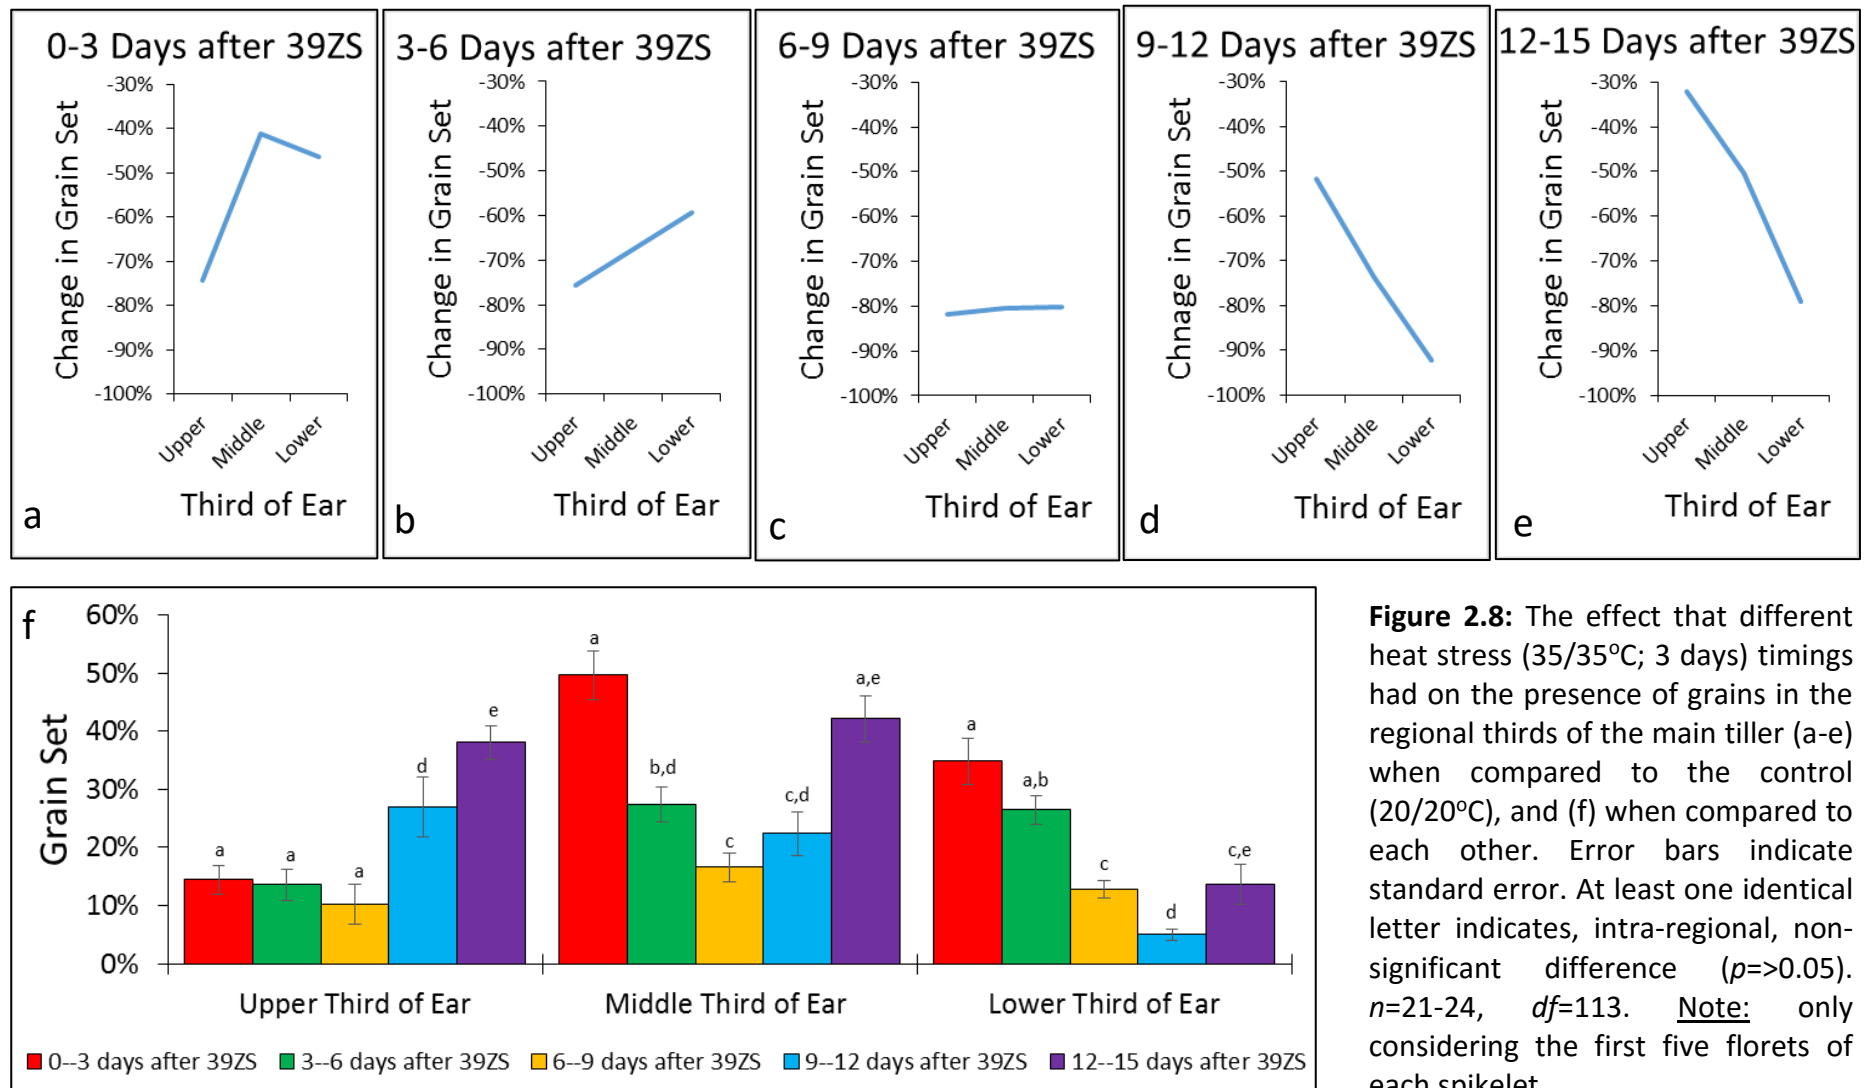 0-3 Days after 39ZS
Change in Grain Set
-30%
-40%
-50%
-60%
-70%
-80%
-90%
-100%
Upper
Middle
Lower
Third of Ear
a
3-6 Days after 39ZS
Change in Grain Set
-30%
-40%
-50%
-60%
-70%
-80%
-90%
-100%
Upper
Middle
Lower
Third of Ear
b
6-9 Days after 39ZS
Change in Grain Set
-30%
-40%
-50%
-60%
-70%
-80%
-90%
-100%
Upper
Middle
Lower
Third of Ear
c
9-12 Days after 39ZS
Chnage in Grain Set
-30%
-40%
-50%
-60%
-70%
-80%
-90%
-100%
Upper
Middle
Lower
Third of Ear
d
12-15 Days after 39ZS
Change in Grain Set
-30%
-40%
-50%
-60%
-70%
-80%
-90%
-100%
Upper
Middle
Lower
Third of Ear
e
f
Grain Set
60%
50%
40%
30%
20%
10%
0%
a
a
a
d
e
a
b,d
c
c,d
a,e
a
a,b
c
d
c,e
Upper Third of Ear
Middle Third of Ear
Lower Third of Ear
0--3 days after 39ZS
3--6 days after 39ZS
6--9 days after 39ZS
9--12 days after 39ZS
12--15 days after 39ZS
Figure 2.8: The effect that different
heat stress (35/35°C; 3 days) timings
had on the presence of grains in the
regional thirds of the main tiller (a-e)
when compared to the control
(20/20°C), and (f) when compared to
each other. Error bars indicate
standard error. At least one identical
letter indicates, intra-regional, non-
significant difference (p=>0.05).
n=21-24, df=113. Note: only
considering the first five florets of
each spikelet